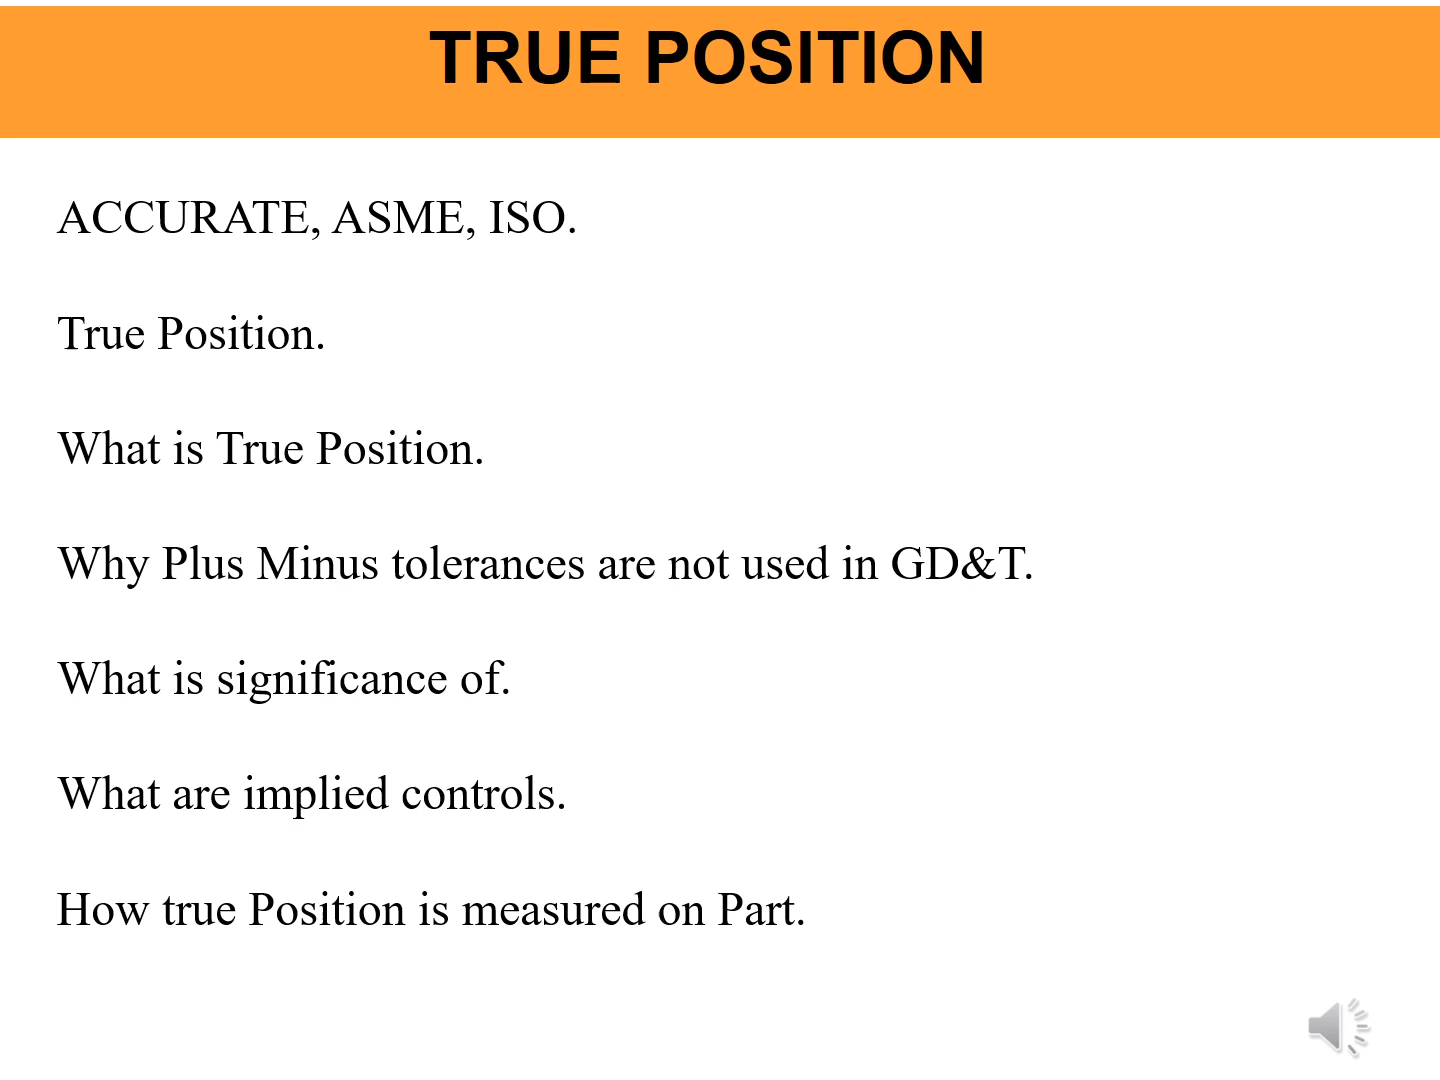 TRUE POSITION
ACCURATE, ASME, ISO.
True Position.
What is True Position.
Why Plus Minus tolerances are not used in GD&T.
What is significance of.
What are implied controls.
How true Position is measured on Part.